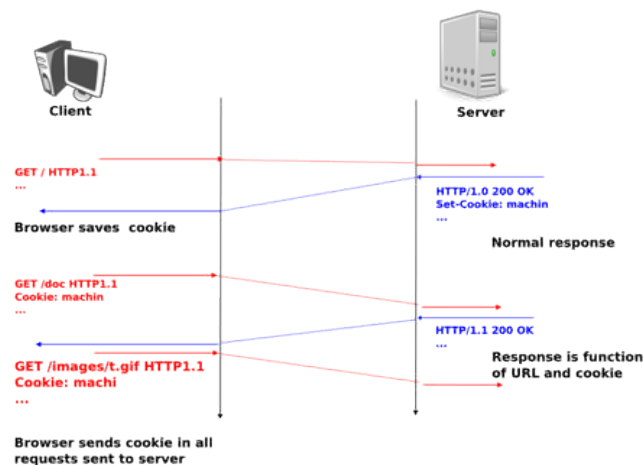 Client
Server
GET / HTTP1.1
...
HTTP/1.0 200 OK
Set-Cookie: machin
...
Browser saves cookie
Normal response
GET /doc HTTP1.1
Cookie: machin
...
HTTP/1.1 200 OK
...
GET /images/t.gif HTTP1.1
Cookie: machi
...
Response is function
of URL and cookie
Browser sends cookie in all
requests sent to server